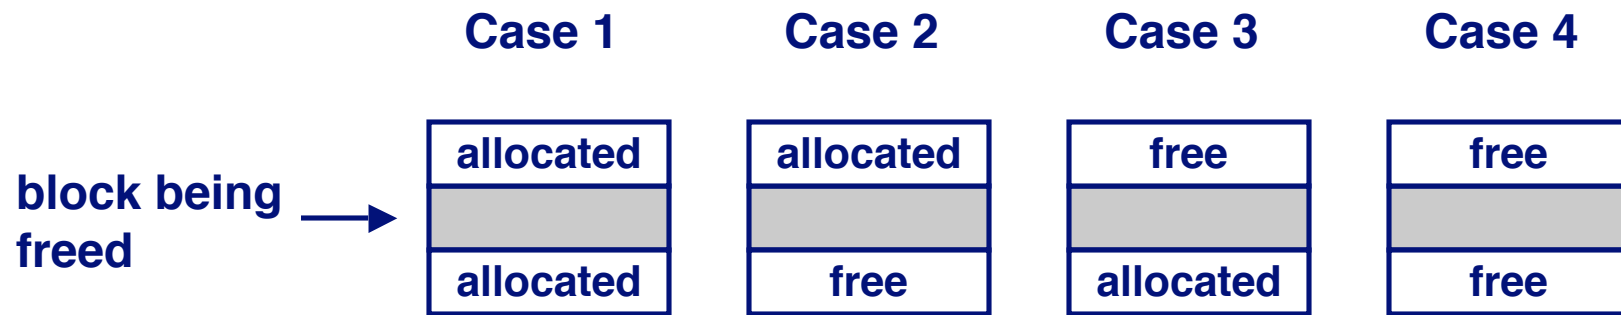 Case 1 Case 2 Case 3 Case 4
allocated allocated free free
block being
freed
allocated free allocated free